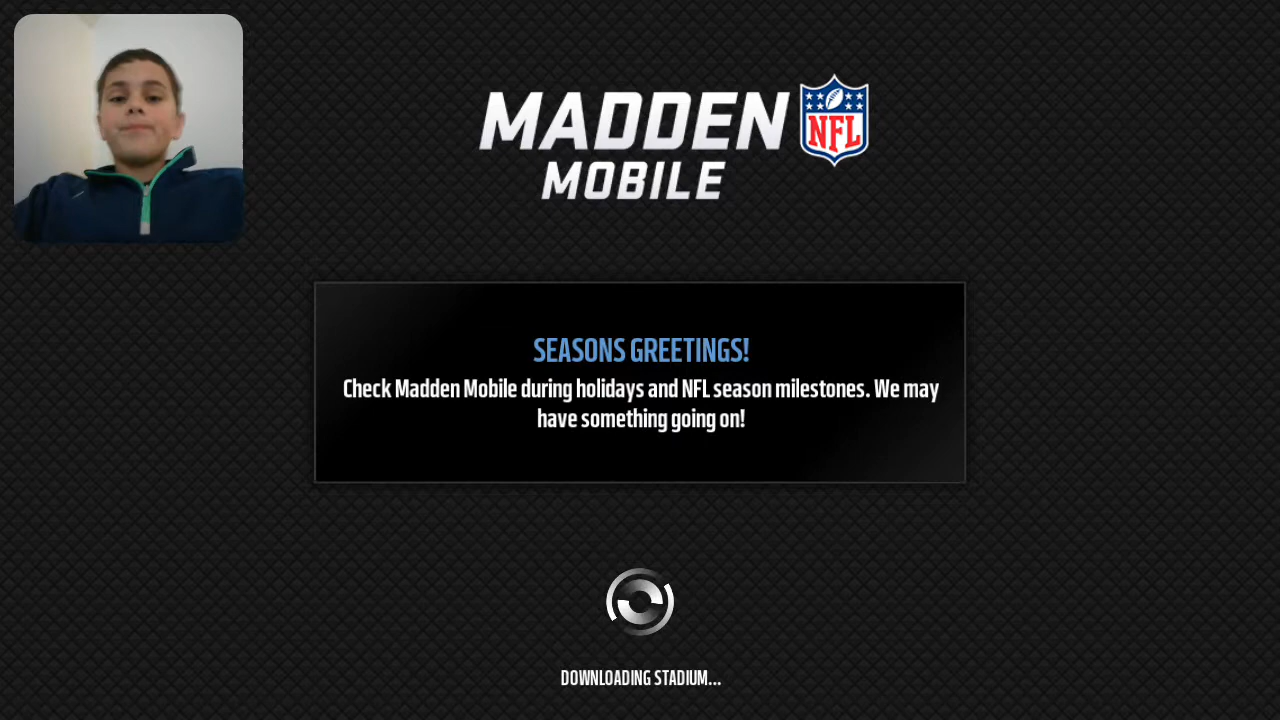 MADDEN NFL
MOBILE
SEASONS GREETINGS!
Check Madden Mobile during holidays and NFL season milestones. We may
have something going on!
DOWNLOADING STADIUM...